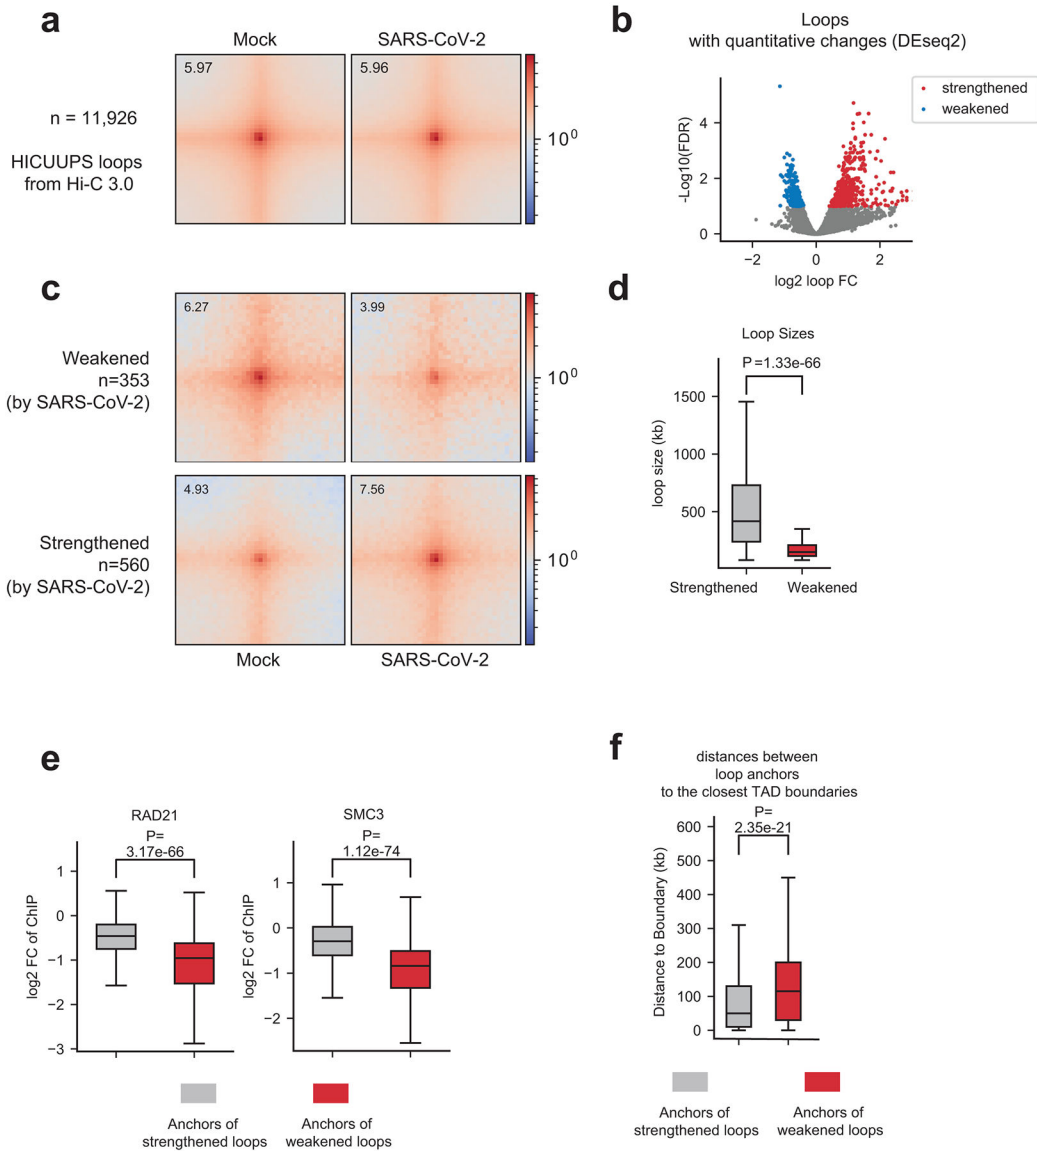 a
Mock
SARS-CoV-2
5.97
5.96
n = 11,926
HICUUPS loops
from Hi-C 3.0
10⁰
b
Loops
with quantitative changes (DEseq2)
strengthened
weakened
-Log10(FDR)
4
2
0
−2
0
2
log2 loop FC
c
6.27
3.99
Weakened
n=353
(by SARS-CoV-2)
10⁰
4.93
7.56
Strengthened
n=560
(by SARS-CoV-2)
10⁰
Mock
SARS-CoV-2
d
Loop Sizes
P =1.33e-66
loop size (kb)
1500
1000
500
Strengthened
Weakened
e
RAD21
P=
3.17e-66
log2 FC of ChIP
1
0
−1
−2
−3
SMC3
P=
1.12e-74
log2 FC of ChIP
1
0
−1
−2
Anchors of
strengthened loops
Anchors of
weakened loops
f
distances between
loop anchors
to the closest TAD boundaries
P=
2.35e-21
Distance to Boundary (kb)
600
500
400
300
200
100
0
Anchors of
strengthened loops
Anchors of
weakened loops